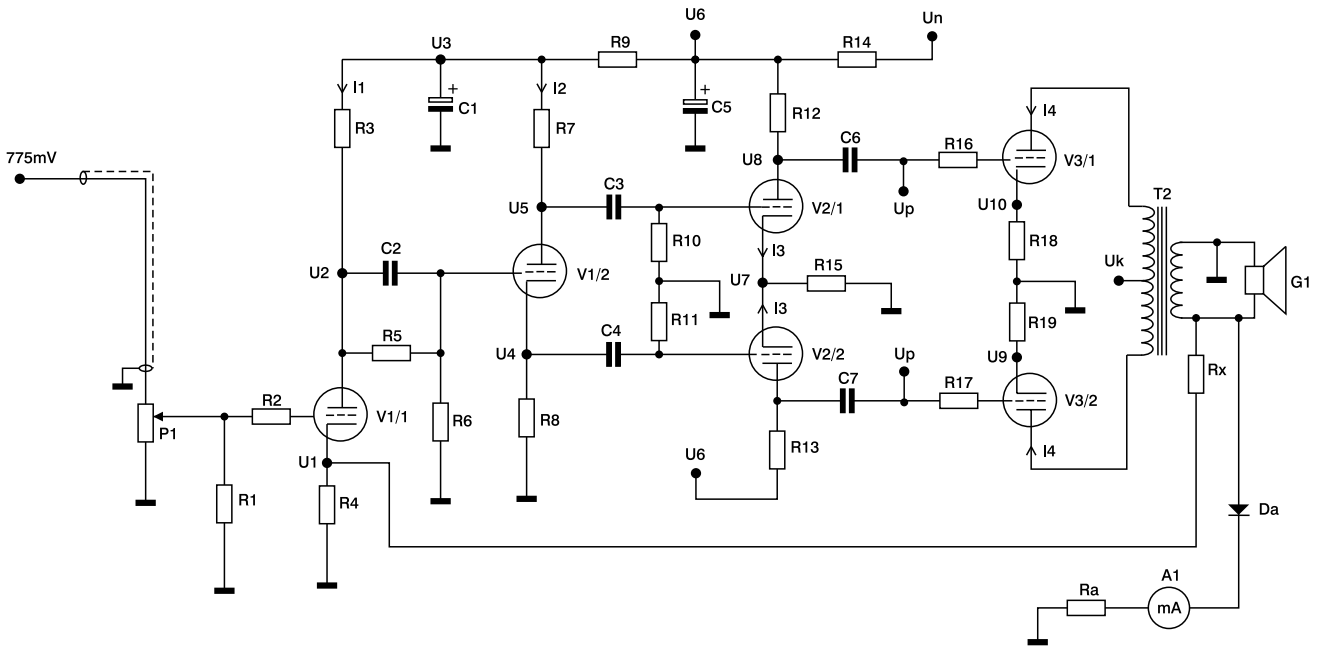 U6
Un
U3
R9
R14
I1
+
C1
I2
+
C5
R3
R7
R12
C6
R16
I4
V3/1
775mV
U8
T2
C3
U5
V2/1
Up
U10
C2
R10
R18
U2
V1/2
I3
U7
R15
Uk
G1
I3
R11
R19
R5
C4
U4
V2/2
Up
U9
Rx
C7
R17
R2
V3/2
P1
V1/1
R6
R8
R13
I4
U1
U6
R1
R4
Da
A1
Ra
mA